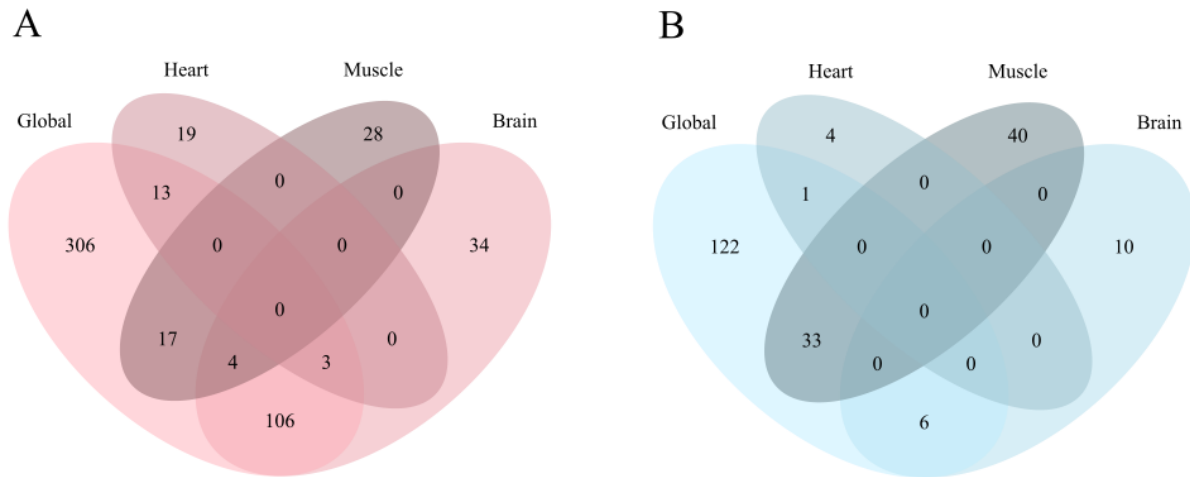 A
Heart Muscle
Global Brain
19 28
13 0 0
306 0 0 34
0
17 4 3 0
106
B
Heart Muscle
Global Brain
4 40
1 0 0
122 0 0 10
0
33 0 0 0
6